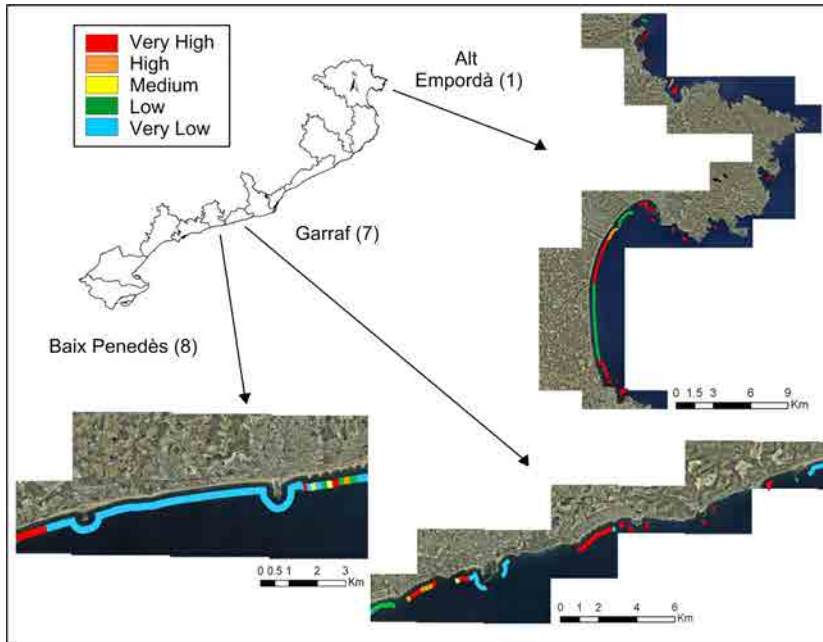 Very High
High
Medium
Low
Very Low
Alt
Empordà (1)
Garraf (7)
Baix Penedès (8)
0 1.5 3 6 9
Km
0 0.5 1 2 3
Km
0 1 2 4 6
Km